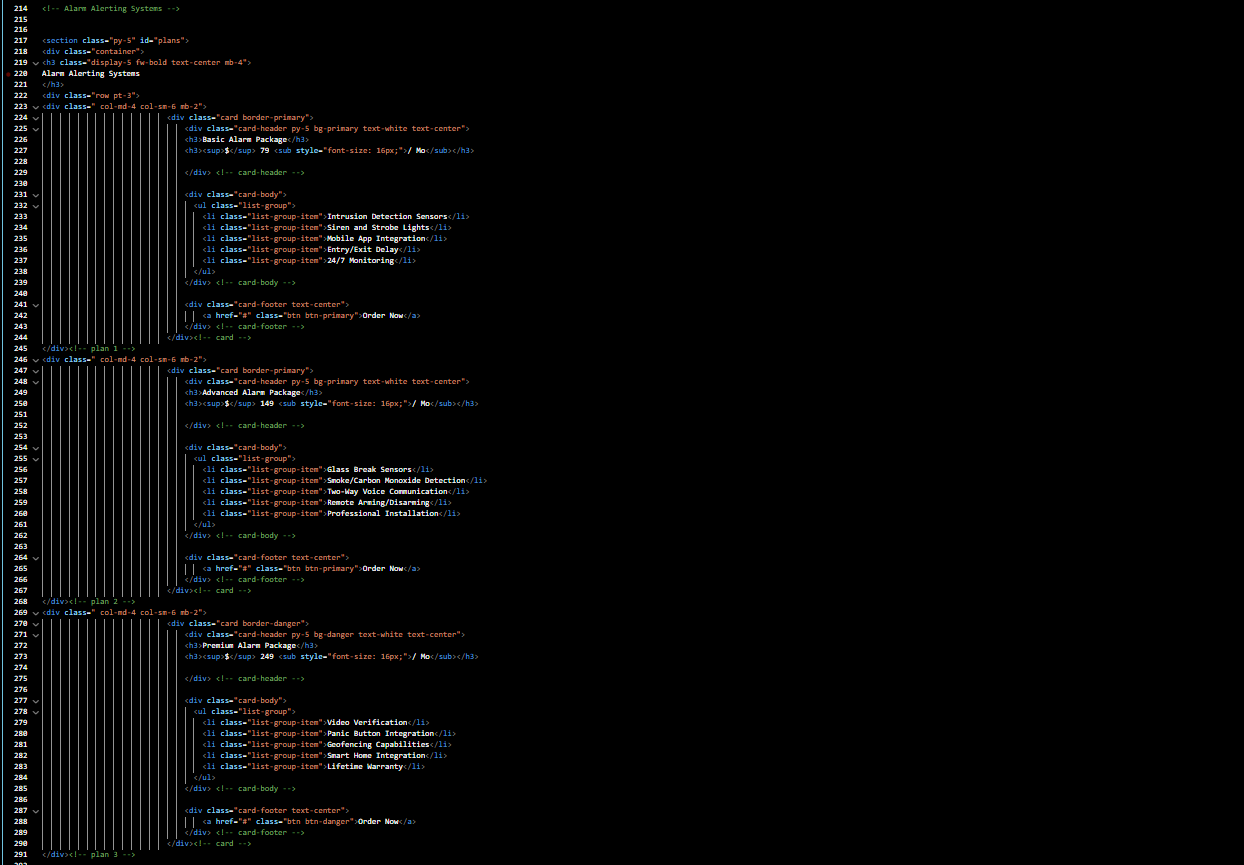 214 <!-- Alarm Alerting Systems -->
215
216
217 <section class="py-5" id="plans">
218 <div class="container">
219 <h3 class="display-5 fw-bold text-center mb-4">
220 Alarm Alerting Systems
221 </h3>
222 <div class="row pt-3">
223 <div class=" col-md-4 col-sm-6 mb-2">
224 <div class="card border-primary">
225 <div class="card-header py-5 bg-primary text-white text-center">
226 <h3>Basic Alarm Package</h3>
227 <h3><sup>$</sup> 79 <sub style="font-size: 16px;">/ Mo</sub></h3>
228
229 </div> <!-- card-header -->
230
231 <div class="card-body">
232 <ul class="list-group">
233 <li class="list-group-item">Intrusion Detection Sensors</li>
234 <li class="list-group-item">Siren and Strobe Lights</li>
235 <li class="list-group-item">Mobile App Integration</li>
236 <li class="list-group-item">Entry/Exit Delay</li>
237 <li class="list-group-item">24/7 Monitoring</li>
238 </ul>
239 </div> <!-- card-body -->
240
241 <div class="card-footer text-center">
242 <a href="#" class="btn btn-primary">Order Now</a>
243 </div> <!-- card-footer -->
244 </div><!-- card -->
245 </div><!-- plan 1 -->
246 <div class=" col-md-4 col-sm-6 mb-2">
247 <div class="card border-primary">
248 <div class="card-header py-5 bg-primary text-white text-center">
249 <h3>Advanced Alarm Package</h3>
250 <h3><sup>$</sup> 149 <sub style="font-size: 16px;">/ Mo</sub></h3>
251
252 </div> <!-- card-header -->
253
254 <div class="card-body">
255 <ul class="list-group">
256 <li class="list-group-item">Glass Break Sensors</li>
257 <li class="list-group-item">Smoke/Carbon Monoxide Detection</li>
258 <li class="list-group-item">Two-Way Voice Communication</li>
259 <li class="list-group-item">Remote Arming/Disarming</li>
260 <li class="list-group-item">Professional Installation</li>
261 </ul>
262 </div> <!-- card-body -->
263
264 <div class="card-footer text-center">
265 <a href="#" class="btn btn-primary">Order Now</a>
266 </div> <!-- card-footer -->
267 </div><!-- card -->
268 </div><!-- plan 2 -->
269 <div class=" col-md-4 col-sm-6 mb-2">
270 <div class="card border-danger">
271 <div class="card-header py-5 bg-danger text-white text-center">
272 <h3>Premium Alarm Package</h3>
273 <h3><sup>$</sup> 249 <sub style="font-size: 16px;">/ Mo</sub></h3>
274
275 </div> <!-- card-header -->
276
277 <div class="card-body">
278 <ul class="list-group">
279 <li class="list-group-item">Video Verification</li>
280 <li class="list-group-item">Panic Button Integration</li>
281 <li class="list-group-item">Geofencing Capabilities</li>
282 <li class="list-group-item">Smart Home Integration</li>
283 <li class="list-group-item">Lifetime Warranty</li>
284 </ul>
285 </div> <!-- card-body -->
286
287 <div class="card-footer text-center">
288 <a href="#" class="btn btn-danger">Order Now</a>
289 </div> <!-- card-footer -->
290 </div><!-- card -->
291 </div><!-- plan 3 -->